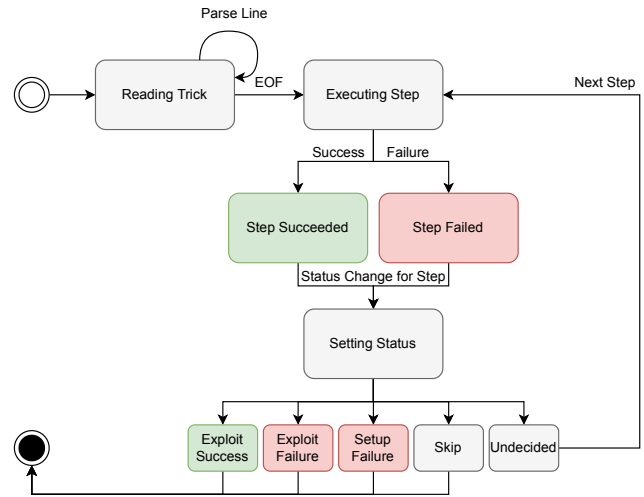 Parse Line
Reading Trick
EOF
Executing Step
Next Step
Success
Failure
Step Succeeded
Step Failed
Status Change for Step
Setting Status
Exploit
Success
Exploit
Failure
Setup
Failure
Skip
Undecided